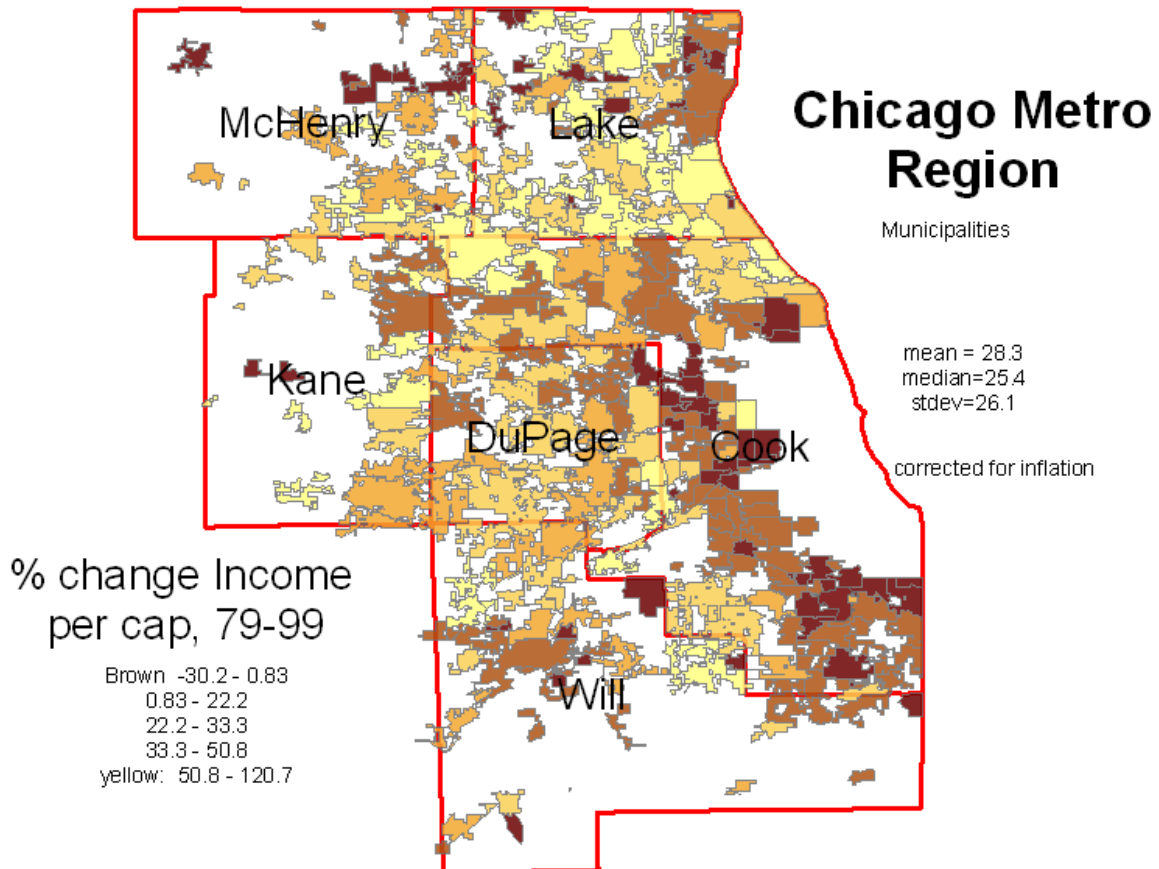 Chicago Metro
Region
Municipalities
McHenry
Lake
mean = 28.3
median=25.4
stdev=26.1
Kane
DuPage
Cook
corrected for inflation
% change Income
per cap, 79-99
Brown -30.2 - 0.83
0.83 - 22.2
22.2 - 33.3
33.3 - 50.8
yellow: 50.8 - 120.7
Will